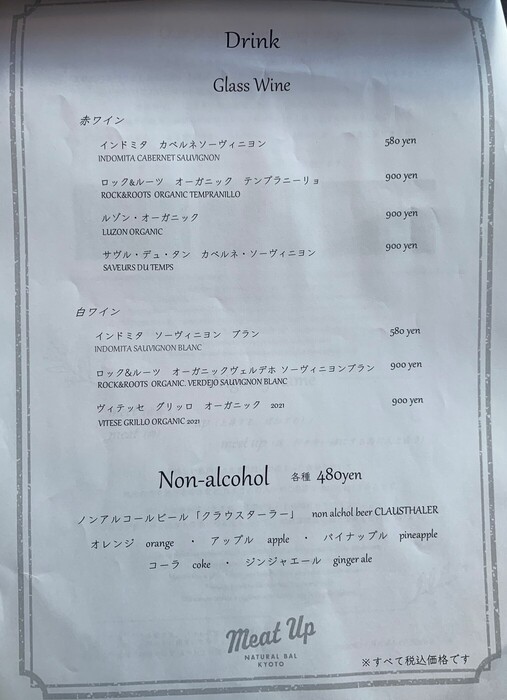 Drink
Glass Wine
赤ワイン
インドミタ　カベルネソーヴィニヨン 580 yen
INDOMITA CABERNET SAUVIGNON
ロック&ルーツ　オーガニック　テンプラニーリョ 900 yen
ROCK&ROOTS ORGANIC TEMPRANILLO
ルゾン・オーガニック 900 yen
LUZON ORGANIC
サヴル・デュ・タン　カベルネ・ソーヴィニヨン 900 yen
SAVEURS DU TEMPS
白ワイン
インドミタ　ソーヴィニヨン　ブラン 580 yen
INDOMITA SAUVIGNON BLANC
ロック&ルーツ　オーガニックヴェルデホ ソーヴィニヨンブラン 900 yen
ROCK&ROOTS ORGANIC VERDEJO SAUVIGNON BLANC
ヴィテッセ　グリッロ　オーガニック　2021 900 yen
VITESE GRILLO ORGANIC 2021
Non-alcohol 各種 480yen
ノンアルコールビール「クラウスターラー」 non alchol beer CLAUSTHALER
オレンジ orange ・ アップル apple ・ パイナップル pineapple
コーラ coke ・ ジンジャエール ginger ale
Meat Up
NATURAL BAL
KYOTO
※すべて税込価格です